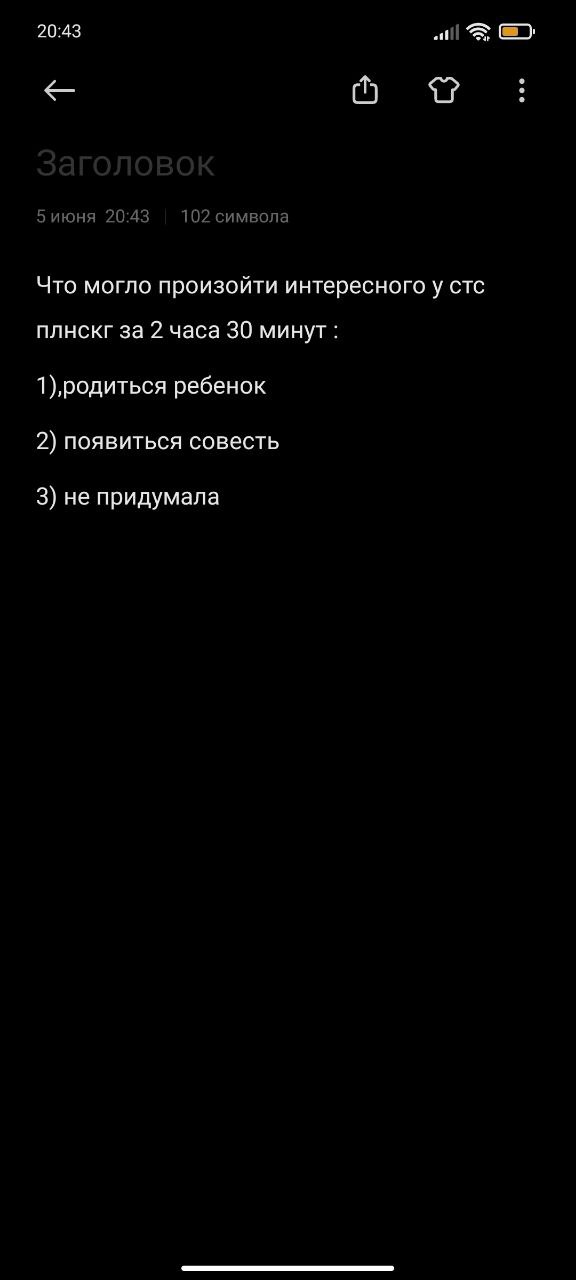 20:43
Заголовок
5 июня 20:43 | 102 символа
Что могло произойти интересного у стс
плнскг за 2 часа 30 минут :
1),родиться ребенок
2) появиться совесть
3) не придумала